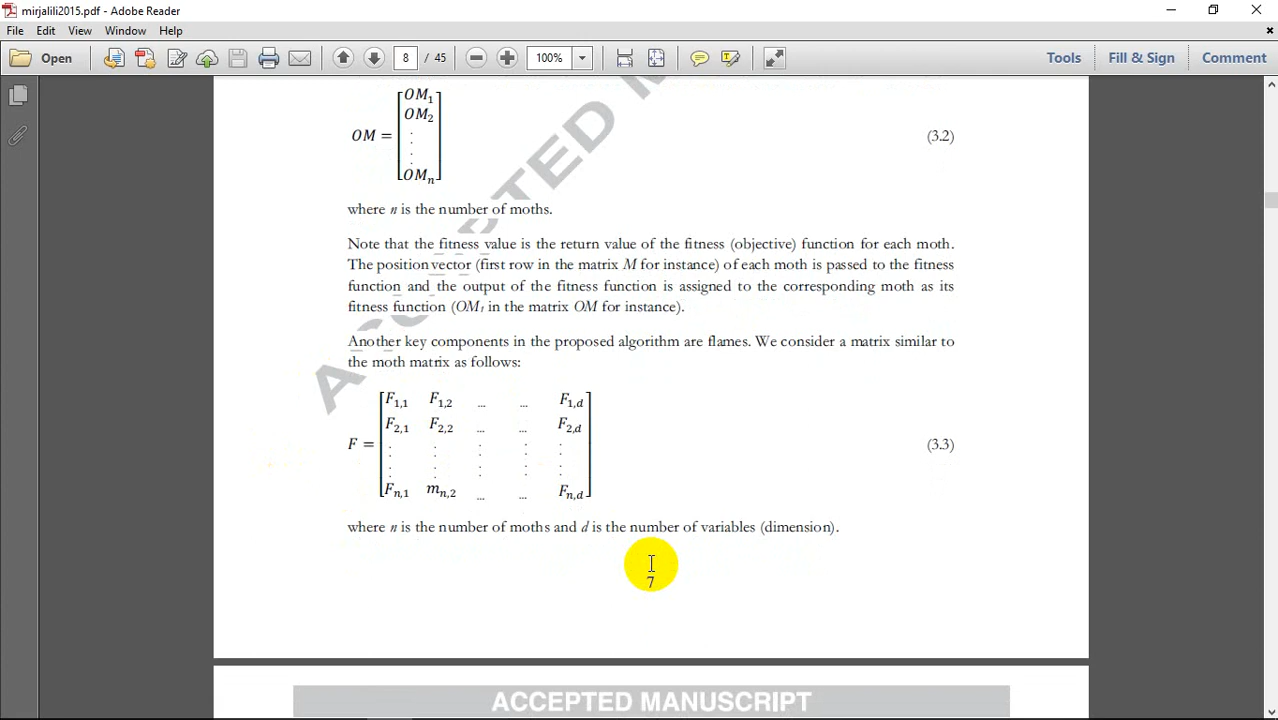 mirjalili2015.pdf - Adobe Reader
File Edit View Window Help
Open 8 / 45 100% Tools Fill & Sign Comment
OM = [OM1
OM2
.
.
.
OMn] (3.2)
where n is the number of moths.
Note that the fitness value is the return value of the fitness (objective) function for each moth.
The position vector (first row in the matrix M for instance) of each moth is passed to the fitness
function and the output of the fitness function is assigned to the corresponding moth as its
fitness function (OM1 in the matrix OM for instance).
Another key components in the proposed algorithm are flames. We consider a matrix similar to
the moth matrix as follows:
F1,1 F1,2 ... ... F1,d
F2,1 F2,2 ... ... F2,d
F = [ : : : : : ] (3.3)
Fn,1 mn,2 ... ... Fn,d
where n is the number of moths and d is the number of variables (dimension).
7
ACCEPTED MANUSCRIPT
ACCEPTED M